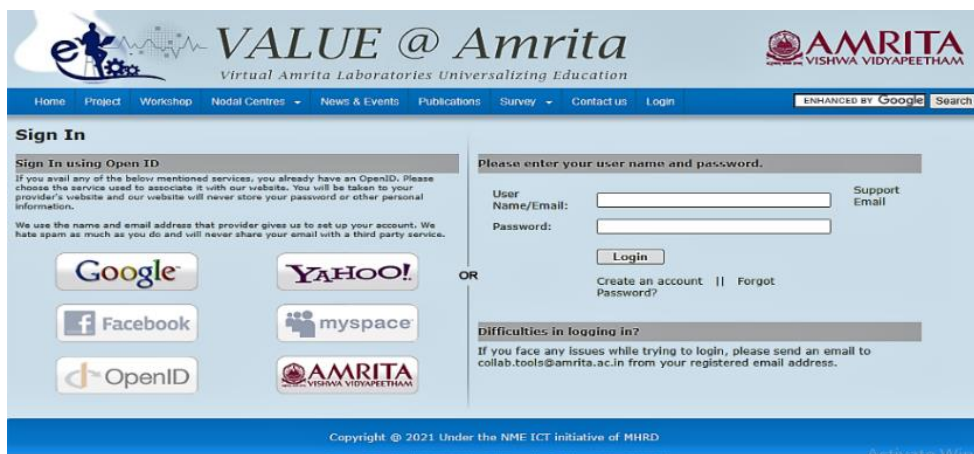 e
VALUE @ Amrita
Virtual Amrita Laboratories Universalizing Education
AMRITA
VISHWA VIDYAPEETHAM
Home Project Workshop Nodal Centres News & Events Publications Survey Contact us Login
ENHANCED BY Google Search
Sign In
Sign In using Open ID
If you avail any of the below mentioned services, you already have an OpenID. Please
choose the service used to associate it with our website. You will be taken to your
provider's website and our website will never store your password or other personal
information.
We use the name and email address that provider gives us to set up your account. We
hate spam as much as you do and will never share your email with a third party service.
Google YAHOO!
Facebook myspace
OpenID AMRITA
VISHWA VIDYAPEETHAM
OR
Please enter your user name and password.
User
Name/Email:
Support
Email
Password:
Login
Create an account || Forgot
Password?
Difficulties in logging in?
If you face any issues while trying to login, please send an email to
collab.tools@amrita.ac.in from your registered email address.
Copyright @ 2021 Under the NME ICT initiative of MHRD